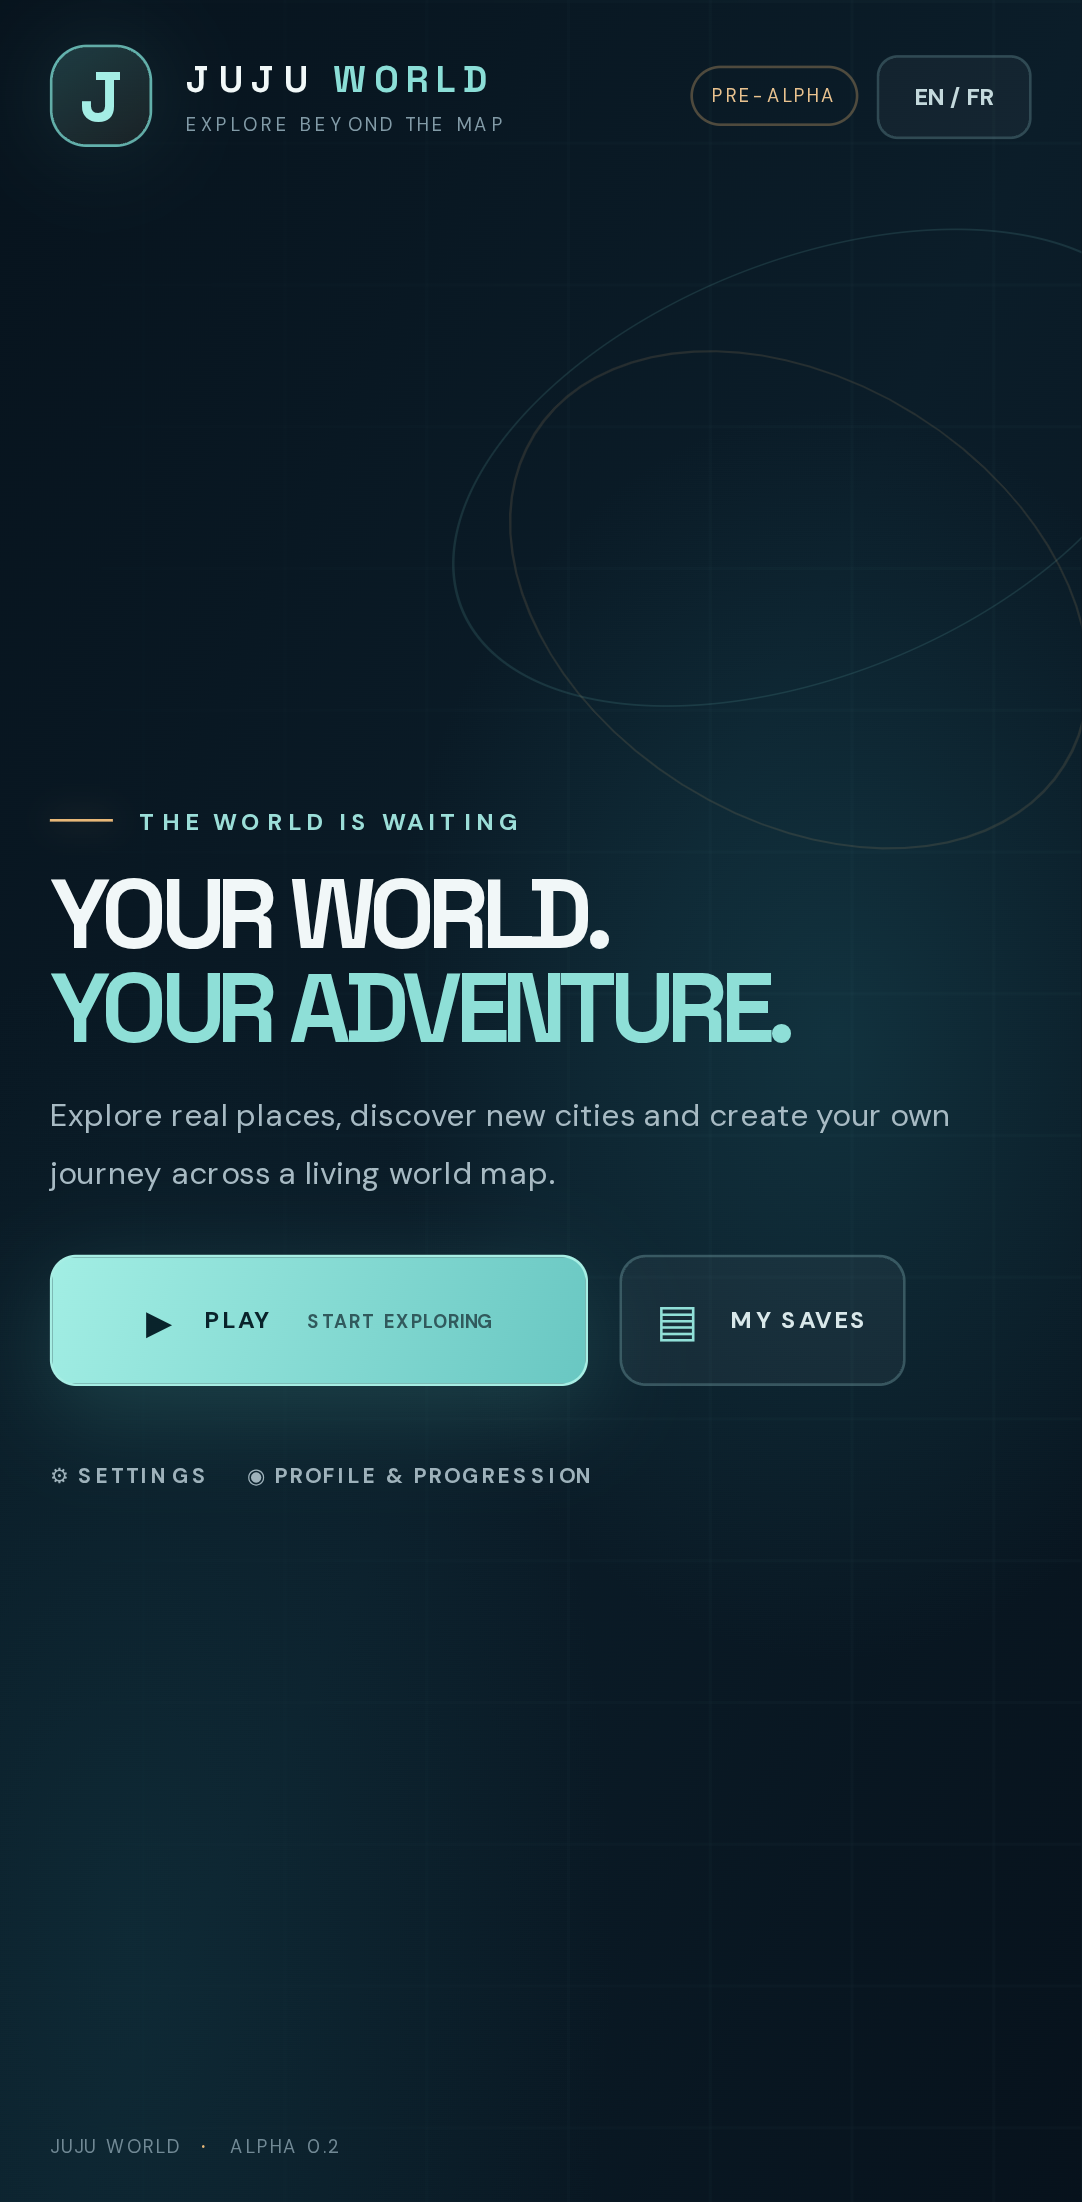 J
JUJU WORLD
EXPLORE BEYOND THE MAP
PRE-ALPHA
EN / FR
THE WORLD IS WAITING
YOUR WORLD.
YOUR ADVENTURE.
Explore real places, discover new cities and create your own
journey across a living world map.
▶ PLAY START EXPLORING
▤ MY SAVES
⚙ SETTINGS ◉ PROFILE & PROGRESSION
JUJU WORLD · ALPHA 0.2